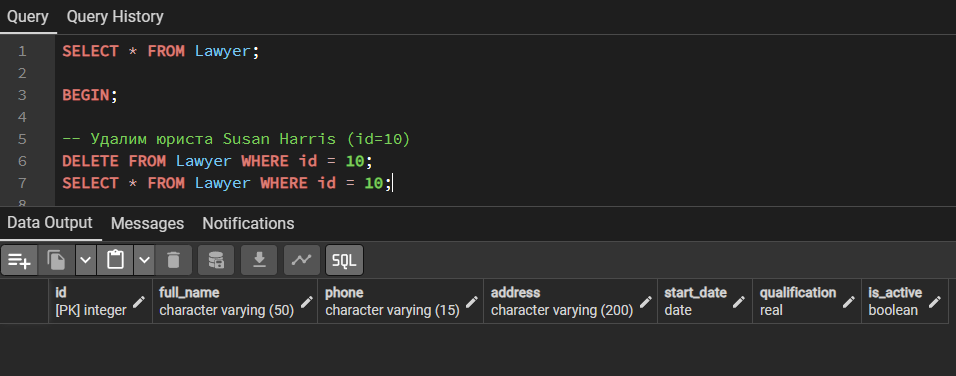 Query Query History
1 SELECT * FROM Lawyer;
2
3 BEGIN;
4
5 -- Удалим юриста Susan Harris (id=10)
6 DELETE FROM Lawyer WHERE id = 10;
7 SELECT * FROM Lawyer WHERE id = 10;
8
Data Output Messages Notifications
SQL
id full_name phone address start_date qualification is_active
[PK] integer character varying (50) character varying (15) character varying (200) date real boolean